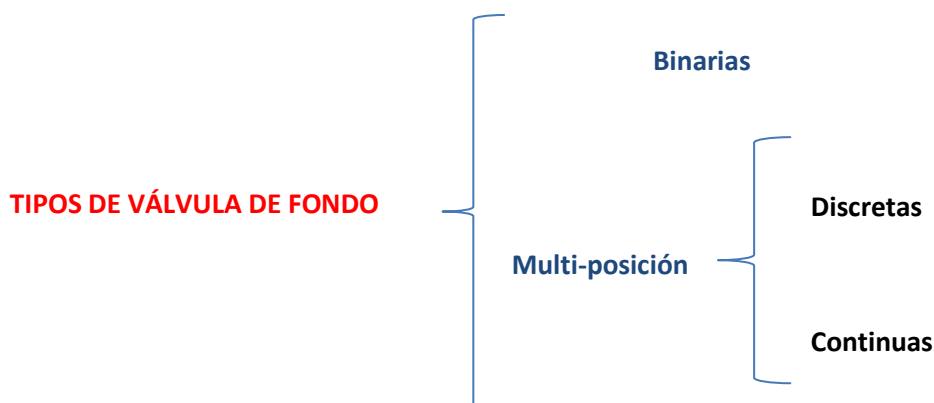 Binarias
TIPOS DE VÁLVULA DE FONDO
Discretas
Multi-posición
Continuas